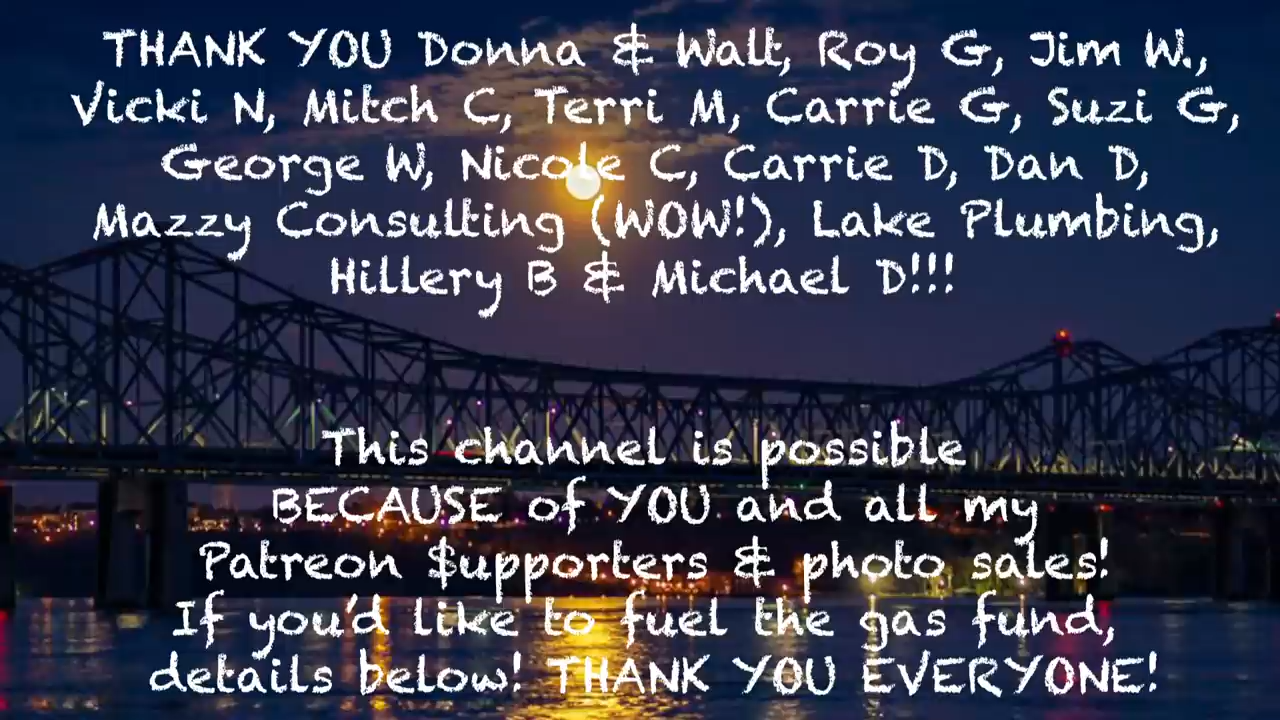 THANK YOU Donna & Walt, Roy G, Jim W.,
Vicki N, Mitch C, Terri M, Carrie G, Suzi G,
George W, Nicole C, Carrie D, Dan D,
Mazzy Consulting (WOW!), Lake Plumbing,
Hillery B & Michael D!!!
This channel is possible
BECAUSE of YOU and all my
Patreon $upporters & photo sales!
If you'd like to fuel the gas fund,
details below! THANK YOU EVERYONE!